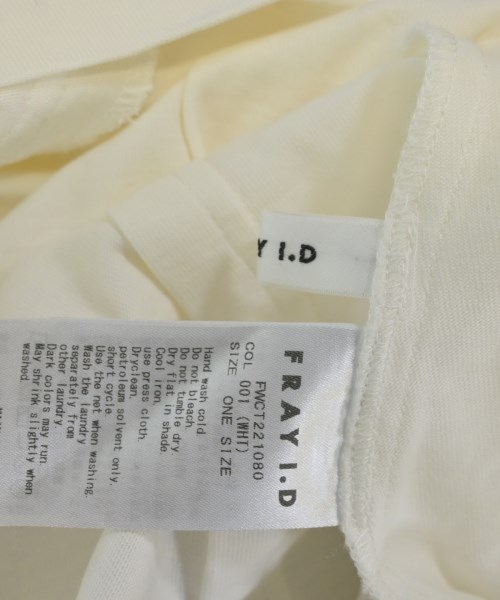 Y I.D
FRAY I.D
FWCT221080
COL 001 (WHT)
SIZE ONE SIZE
Hand wash cold
Do not bleach.
Do not tumble dry.
Dry flat in shade.
Cool iron.
use press cloth.
Dryclean.
petroleum solvent only.
short cycle.
Use the net when washing.
Wash the laundry
separately from
other laundry.
Dark colors may run.
May shrink slightly when
washed.